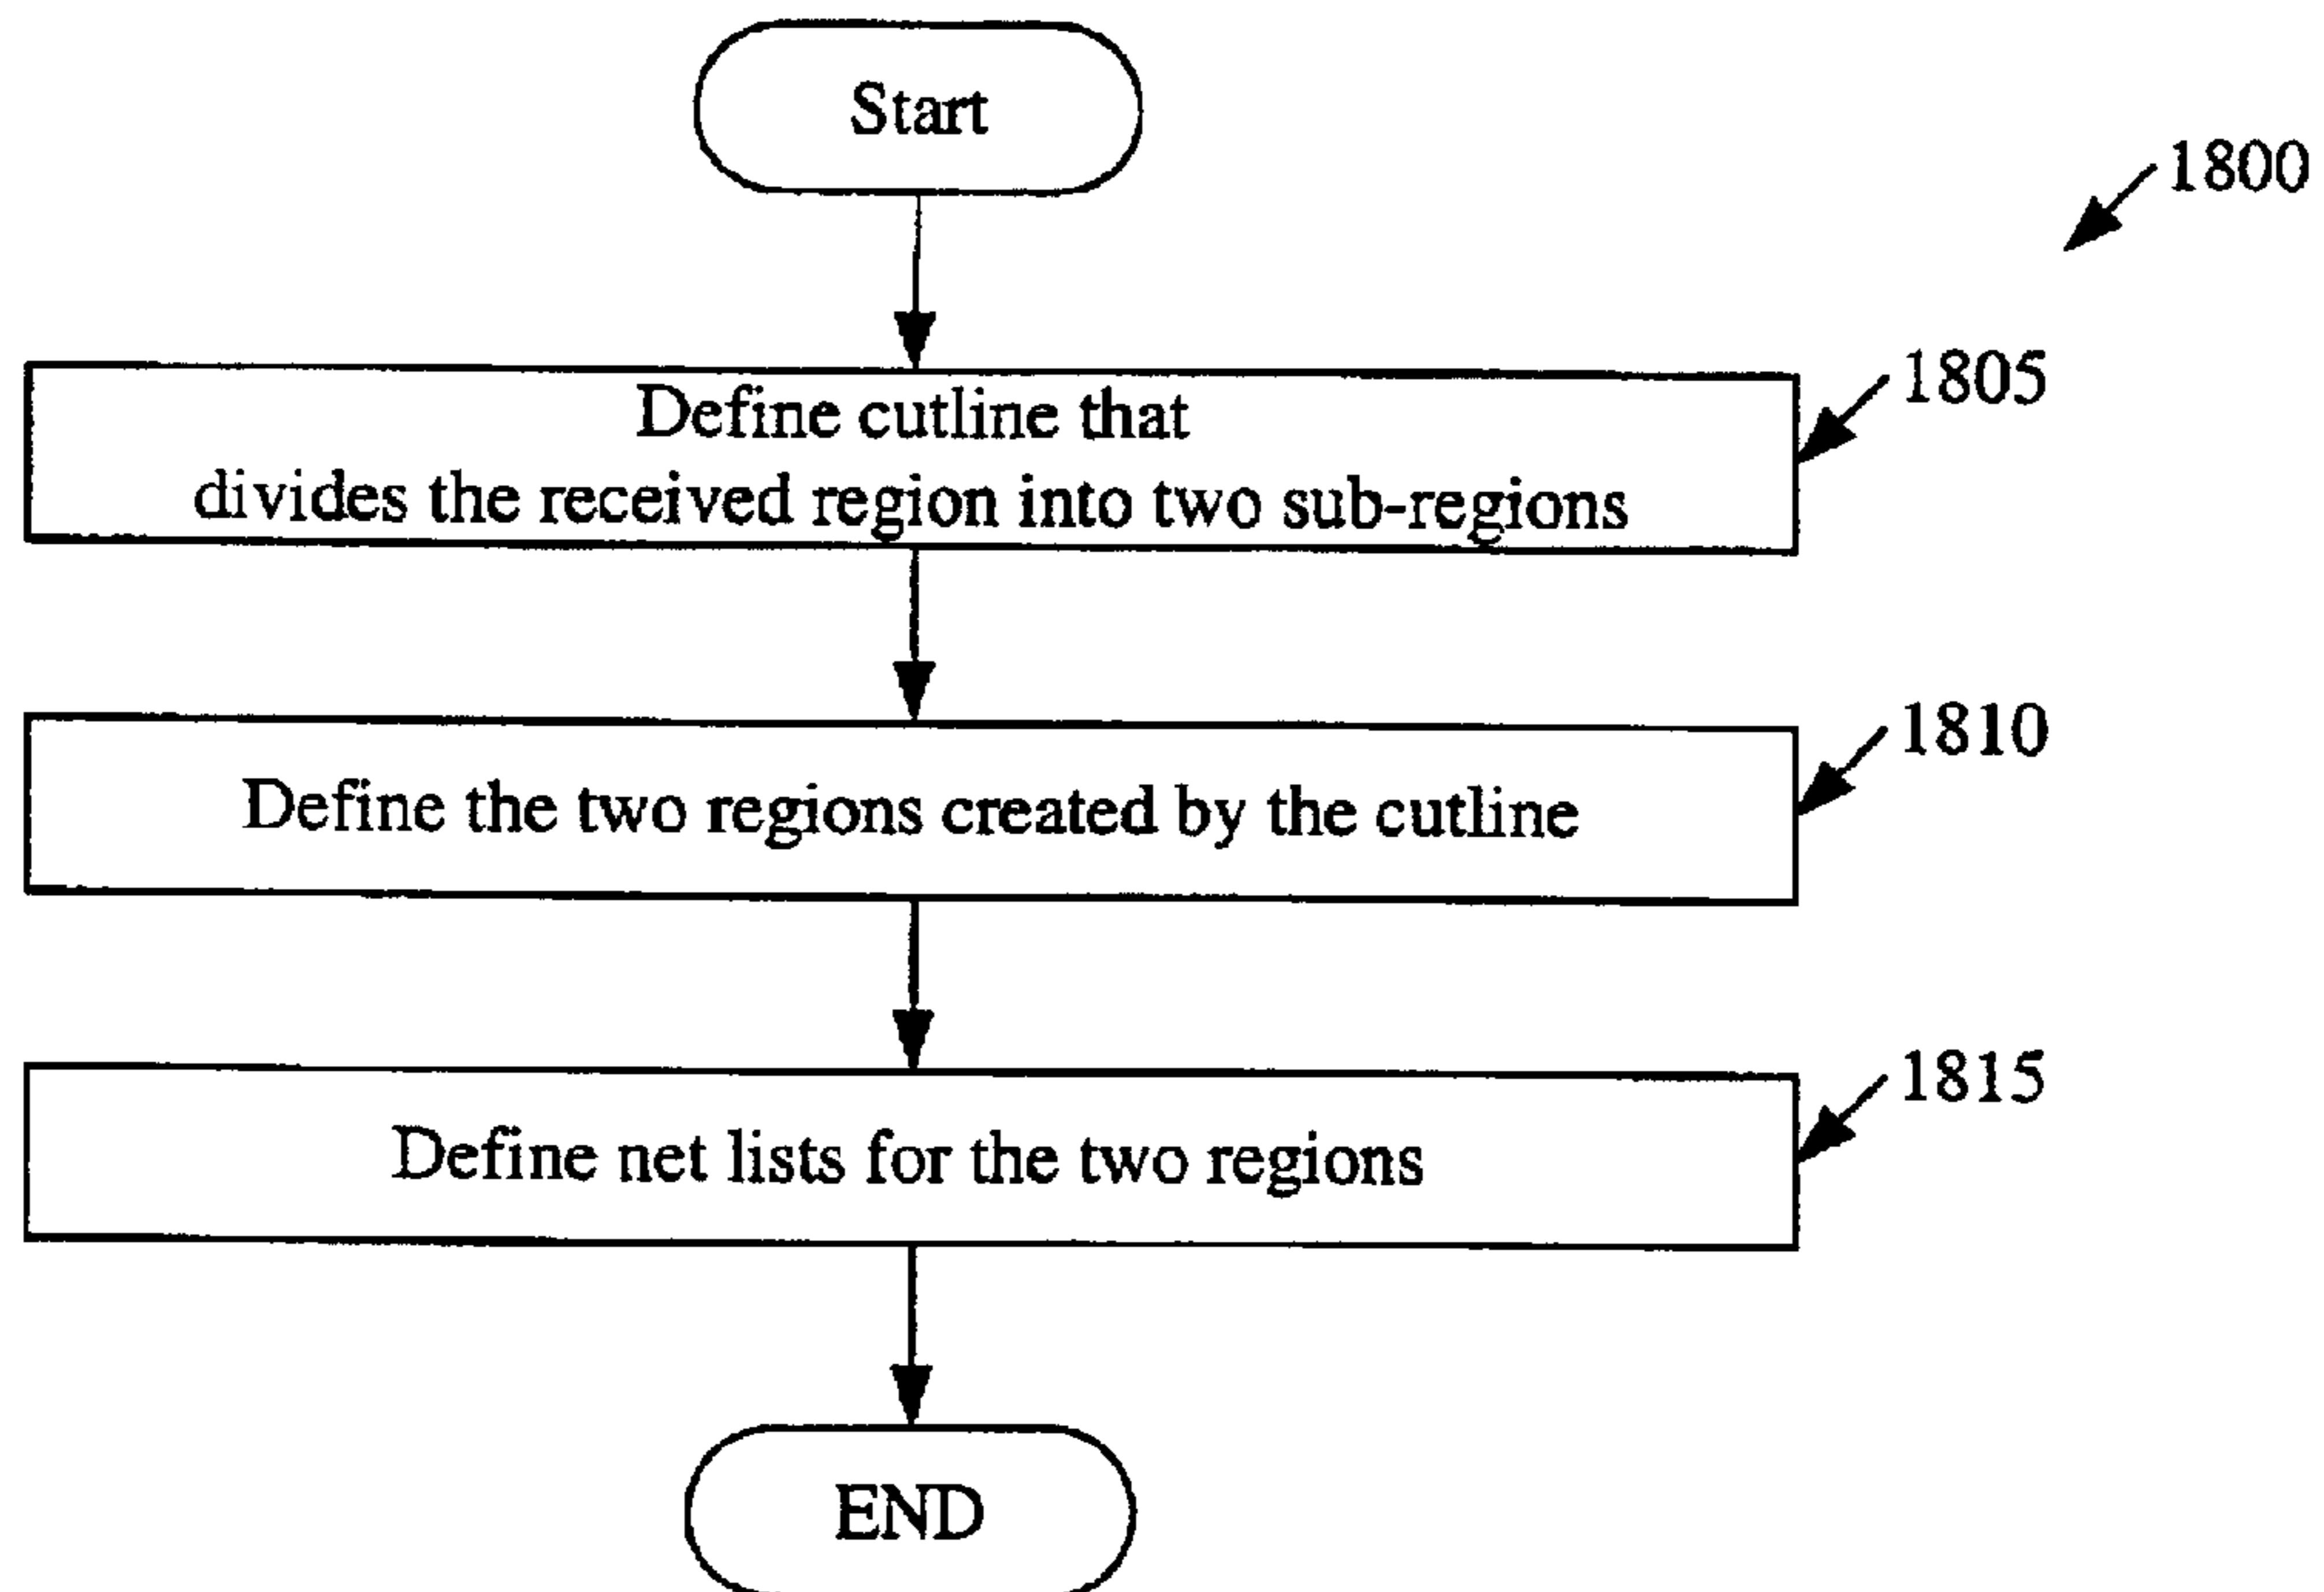 Start
1800
1805
Define cutline that
divides the received region into two sub-regions
1810
Define the two regions created by the cutline
1815
Define net lists for the two regions
END